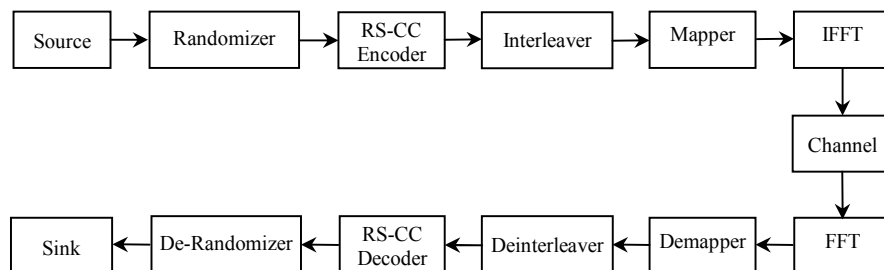 Source
Randomizer
RS-CC
Encoder
Interleaver
Mapper
IFFT
Channel
Sink
De-Randomizer
RS-CC
Decoder
Deinterleaver
Demapper
FFT